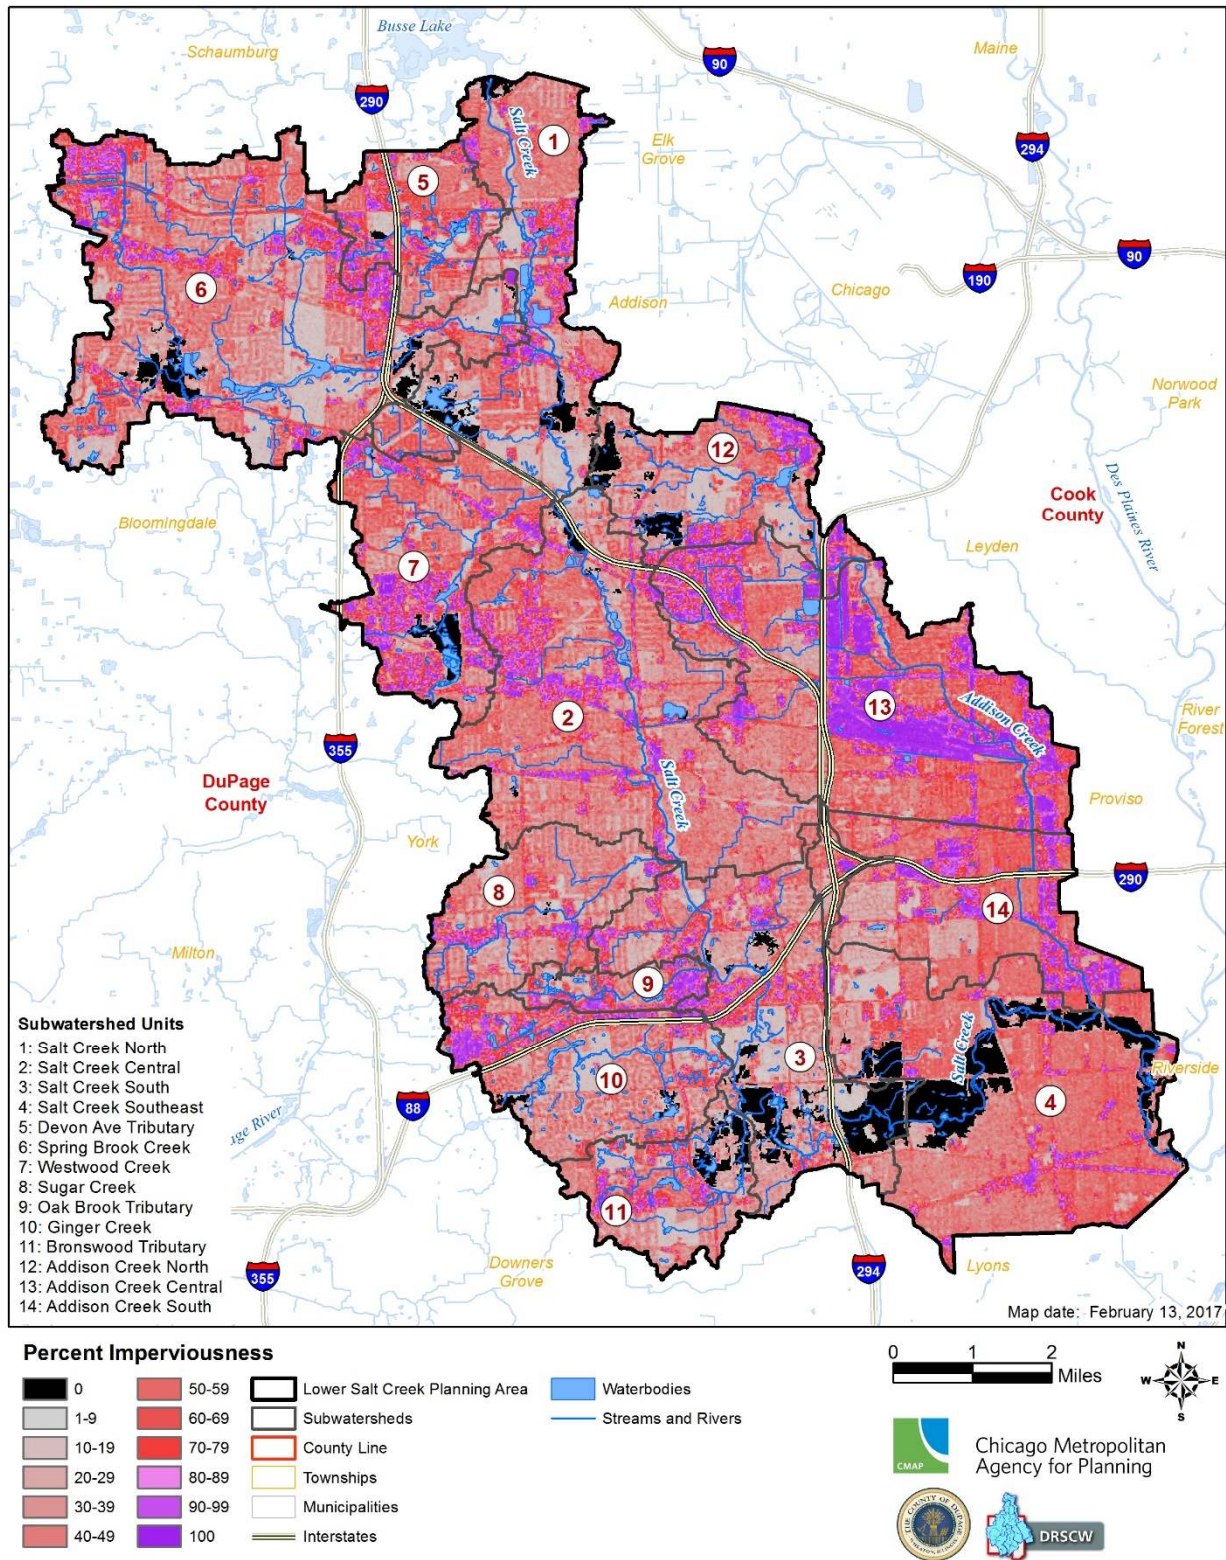 Busse Lake
Schaumburg
Maine
90
290
294
Salt Creek
1
Elk
Grove
5
90
190
6
Chicago
Addison
Norwood
Park
12
Des Plaines River
Cook
County
Bloomingdale
Leyden
7
13
2
Addison Creek
River
Forest
355
Salt Creek
DuPage
County
Proviso
York
8
290
14
Milton
9
Salt Creek
3
Riverside
10
4
88
11
Downers
Grove
355
294
Lyons
Subwatershed Units
1: Salt Creek North
2: Salt Creek Central
3: Salt Creek South
4: Salt Creek Southeast
5: Devon Ave Tributary
6: Spring Brook Creek
7: Westwood Creek
8: Sugar Creek
9: Oak Brook Tributary
10: Ginger Creek
11: Bronswood Tributary
12: Addison Creek North
13: Addison Creek Central
14: Addison Creek South
River
Map date: February 13, 2017
Percent Imperviousness
0
1-9
10-19
20-29
30-39
40-49
50-59
60-69
70-79
80-89
90-99
100
Lower Salt Creek Planning Area
Subwatersheds
County Line
Townships
Municipalities
Interstates
Waterbodies
Streams and Rivers
0 1 2
Miles
N
W E
S
CMAP
Chicago Metropolitan
Agency for Planning
THE COUNTY OF DUPAGE
DRSCW